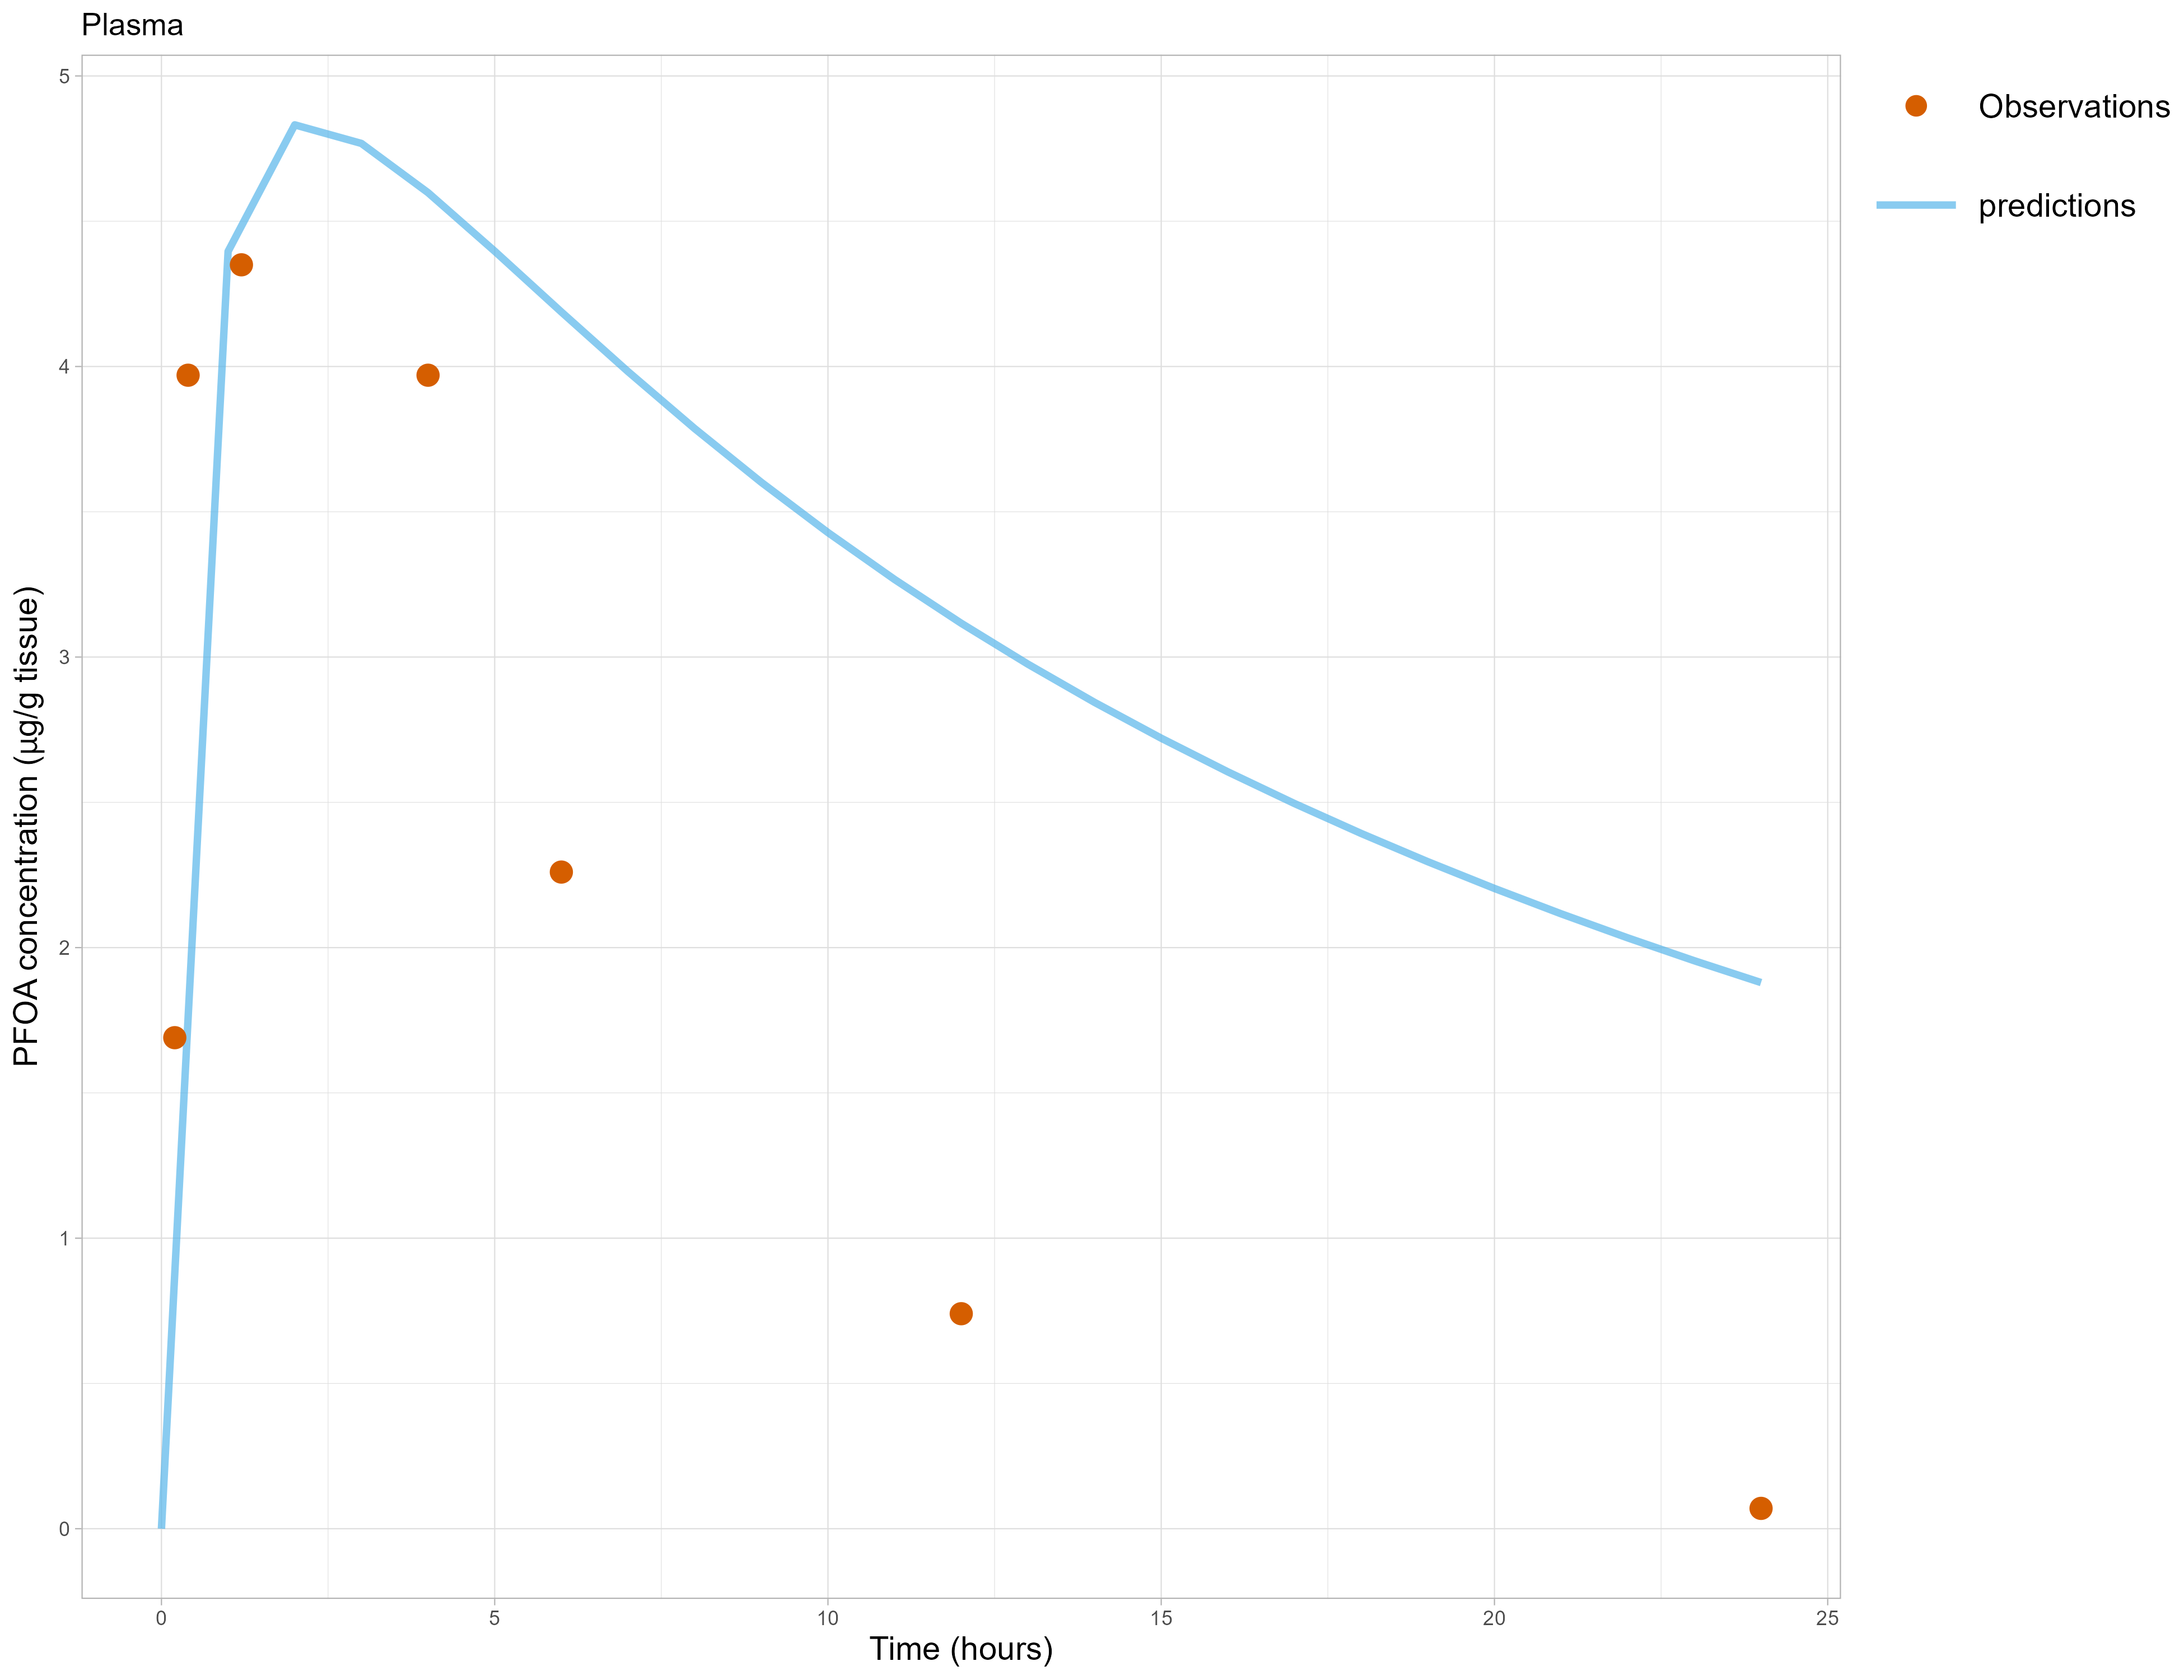 Plasma
5
4
3
2
1
0
PFOA concentration (µg/g tissue)
0 5 10 15 20 25
Time (hours)
Observations
predictions